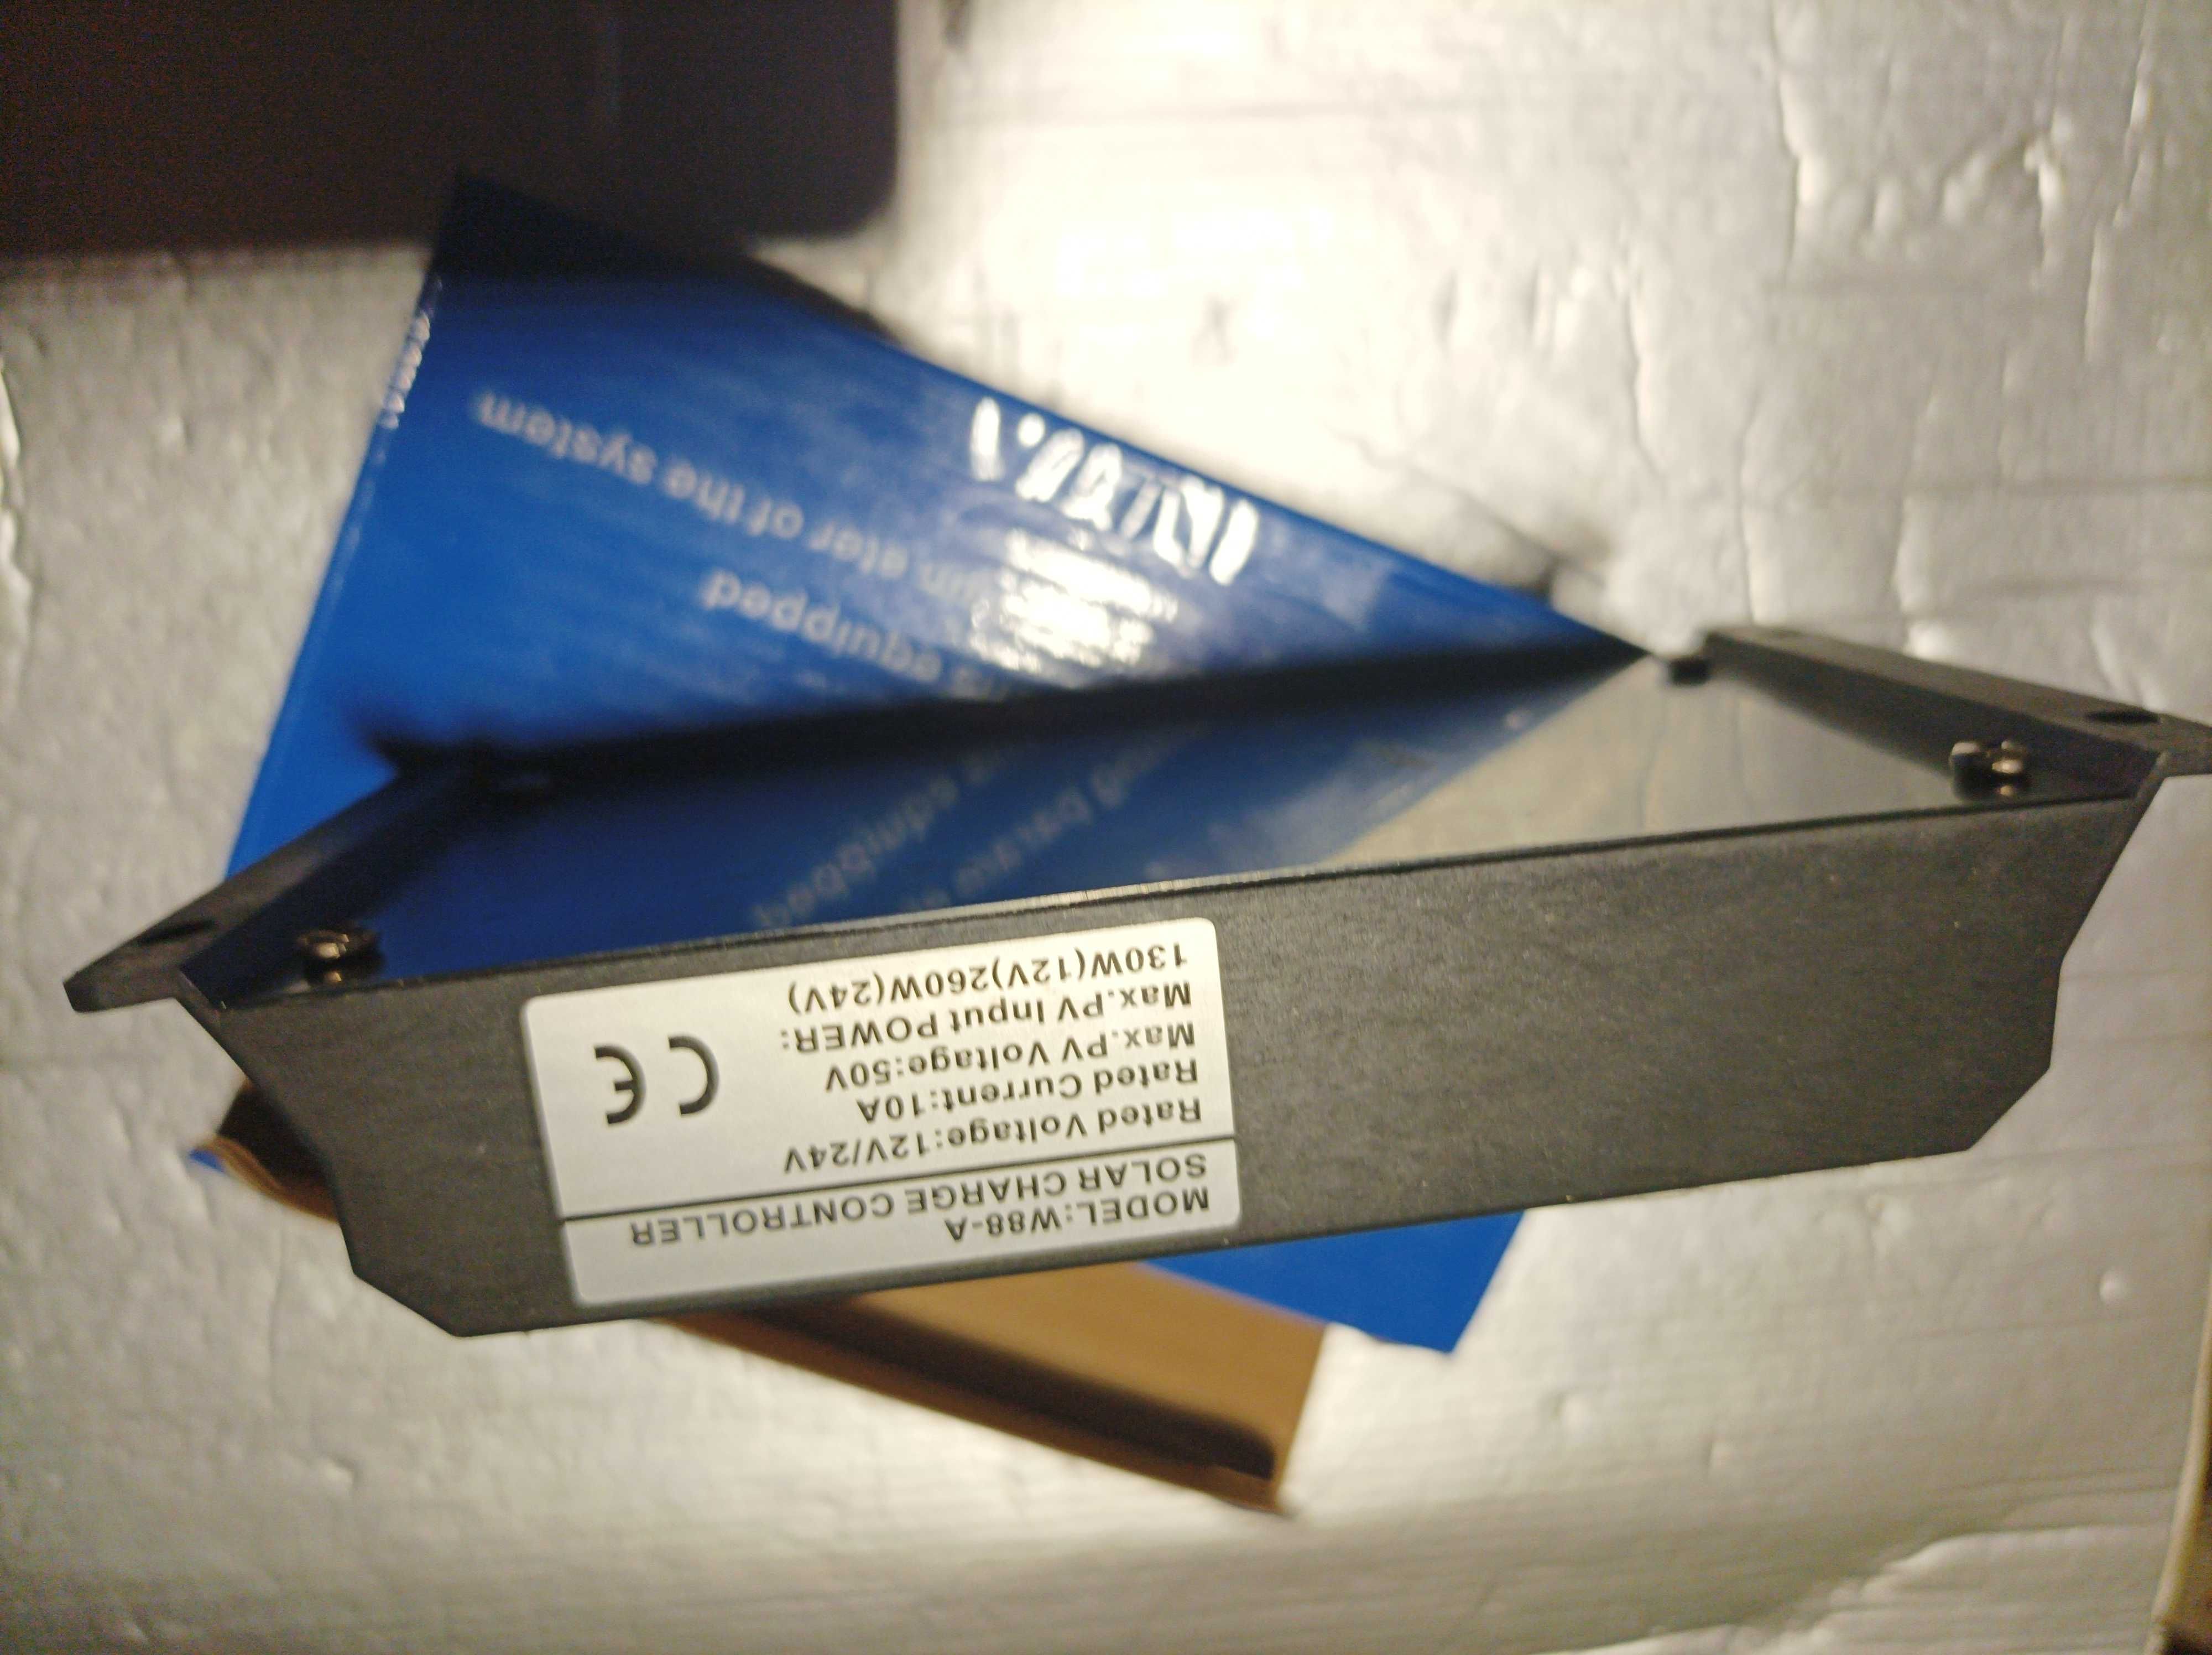 MODEL:W88-A
SOLAR CHARGE CONTROLLER
Rated Voltage:12V/24V
Rated Current:10A
Max.PV Voltage:50V
Max.PV Input POWER:
130W(12V)260W(24V)
CE
equipped
eter of the system